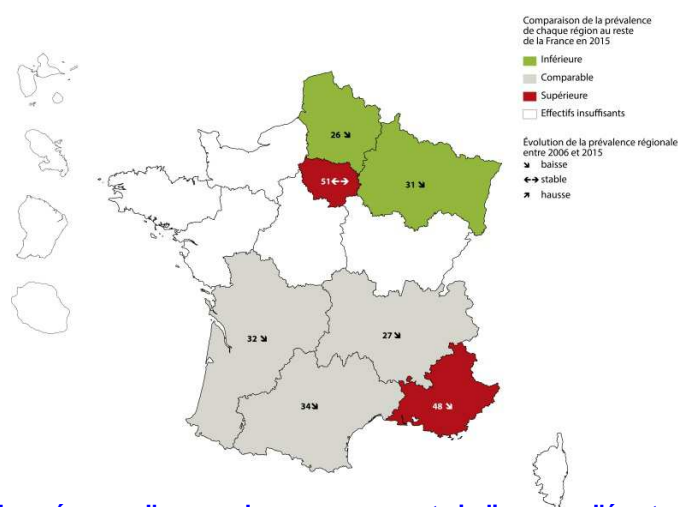 Comparaison de la prévalence
de chaque région au reste
de la France en 2015
Inférieure
Comparable
Supérieure
Effectifs insuffisants
Évolution de la prévalence régionale
entre 2006 et 2015
↘ baisse
↔ stable
↗ hausse
26 ↘
51 ↔
31 ↘
32 ↘
27 ↘
34 ↘
48 ↘